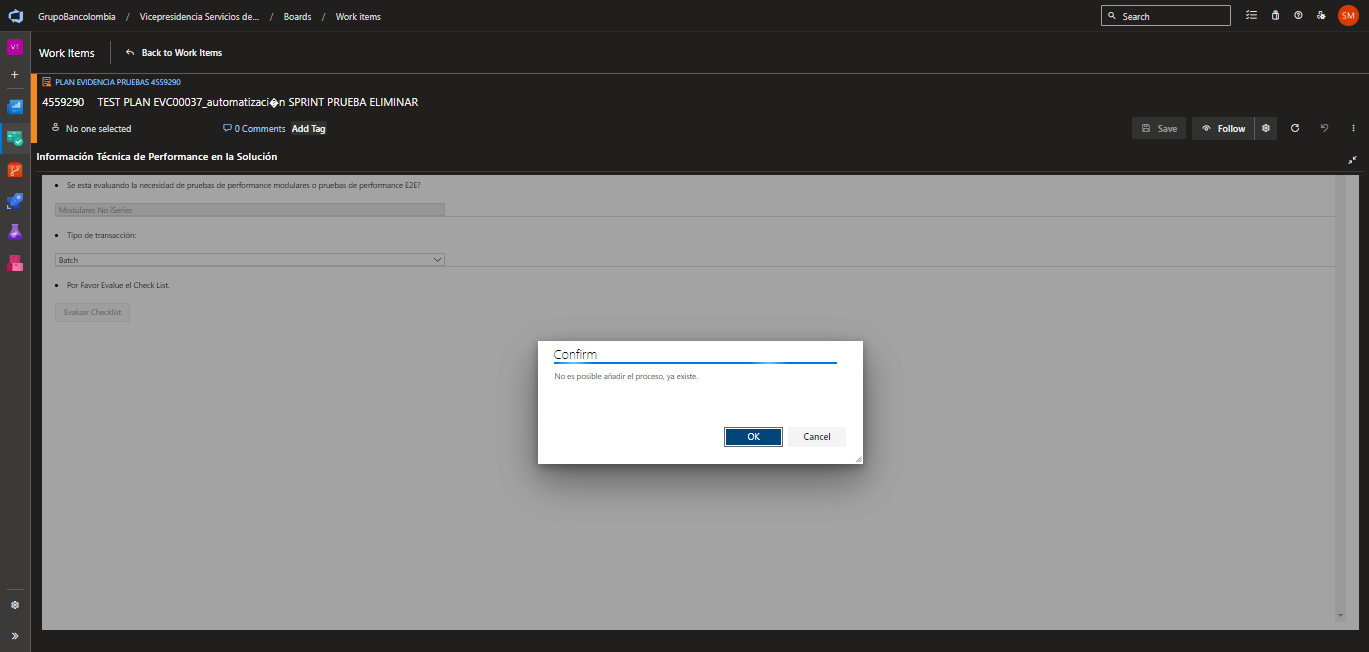 GrupoBancolombia / Vicepresidencia Servicios de... / Boards / Work items
Search
SM
VT
Work Items
Back to Work Items
PLAN EVIDENCIA PRUEBAS 4559290
4559290 TEST PLAN EVC00037_automatizaci�n SPRINT PRUEBA ELIMINAR
No one selected
0 Comments
Add Tag
Save
Follow
Información Técnica de Performance en la Solución
• Se está evaluando la necesidad de pruebas de performance modulares o pruebas de performance E2E?
Modulares No iSeries
• Tipo de transacción:
Batch
• Por Favor Evalue el Check List.
Evaluar Checklist
Confirm
No es posible añadir el proceso, ya existe.
OK
Cancel